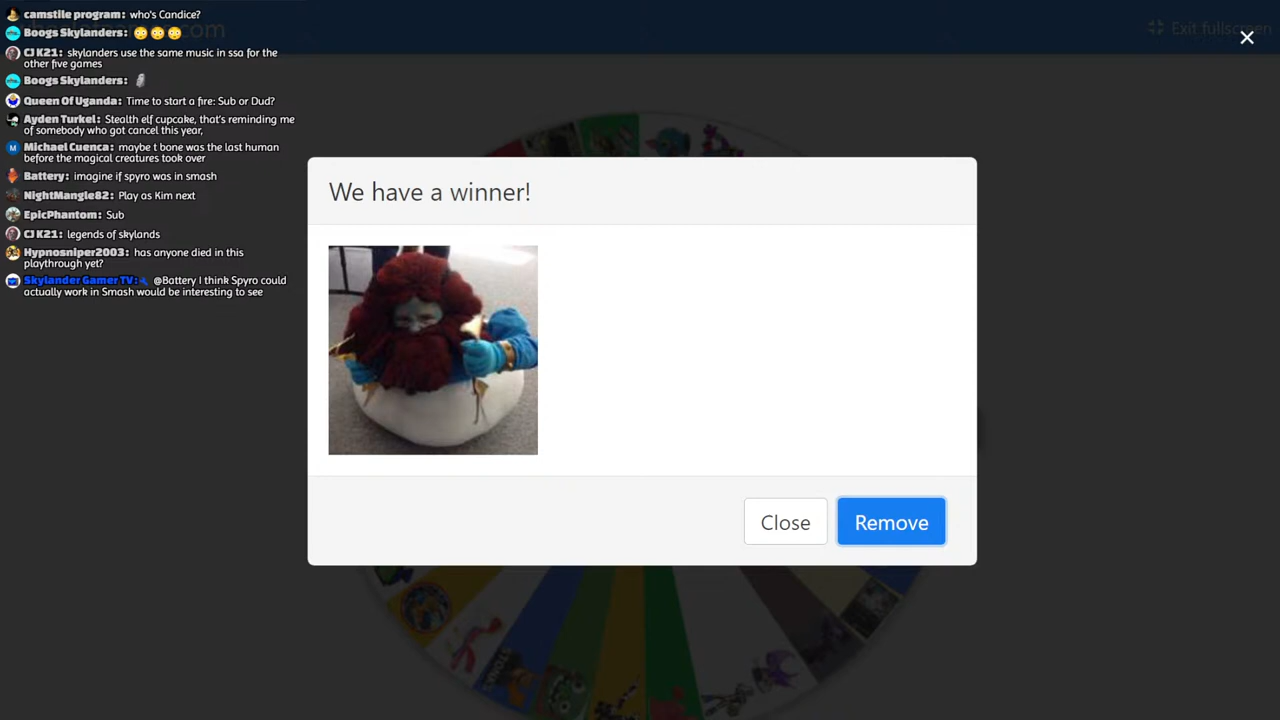 camstile program: who's Candice?
Boogs Skylanders: 😳😳😳
CJ K21: skylanders use the same music in ssa for the
other five games
Boogs Skylanders: 🗿
Queen Of Uganda: Time to start a fire: Sub or Dud?
Ayden Turkel: Stealth elf cupcake, that's reminding me
of somebody who got cancel this year,
Michael Cuenca: maybe t bone was the last human
before the magical creatures took over
Battery: imagine if spyro was in smash
NightMangle82: Play as Kim next
EpicPhantom: Sub
CJ K21: legends of skylands
Hypnosniper2003: has anyone died in this
playthrough yet?
Skylander Gamer TV: @Battery I think Spyro could
actually work in Smash would be interesting to see
Exit fullscreen
We have a winner!
Close
Remove